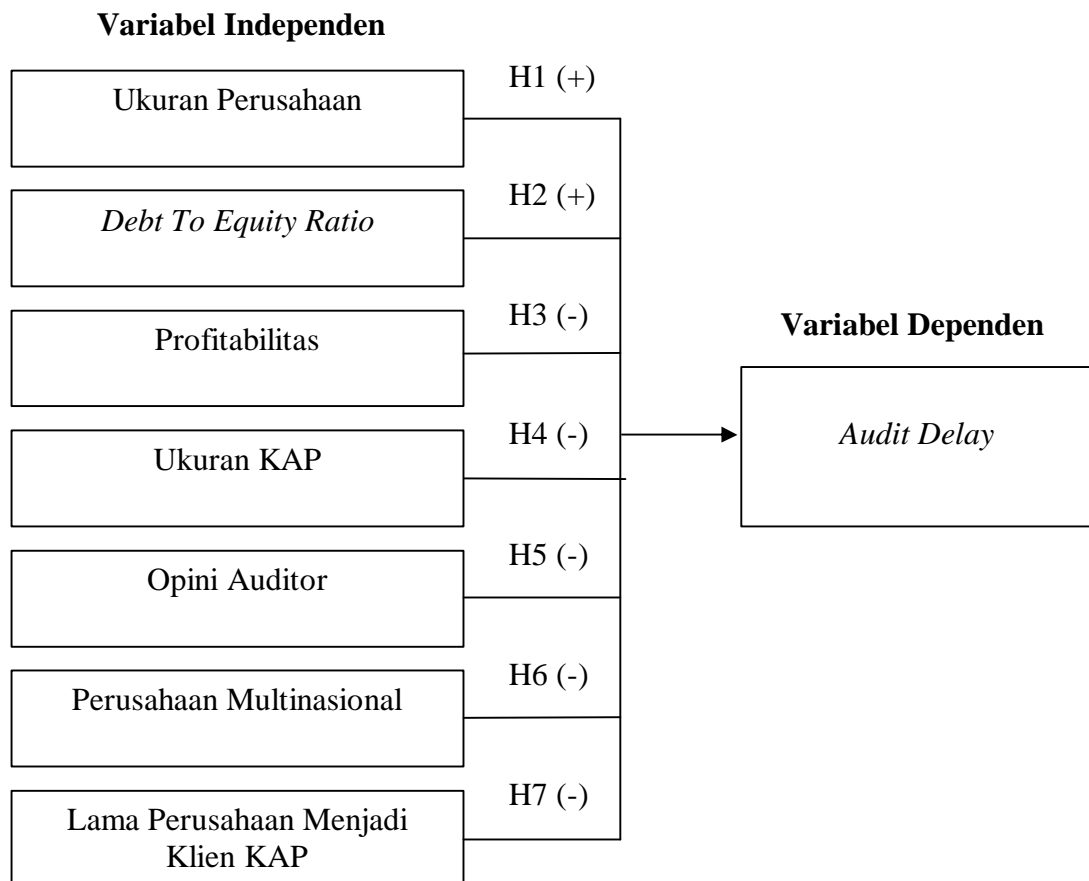 Variabel Independen
Ukuran Perusahaan
H1 (+)
Debt To Equity Ratio
H2 (+)
Profitabilitas
H3 (-)
Ukuran KAP
H4 (-)
Opini Auditor
H5 (-)
Perusahaan Multinasional
H6 (-)
Lama Perusahaan Menjadi
Klien KAP
H7 (-)
Variabel Dependen
Audit Delay